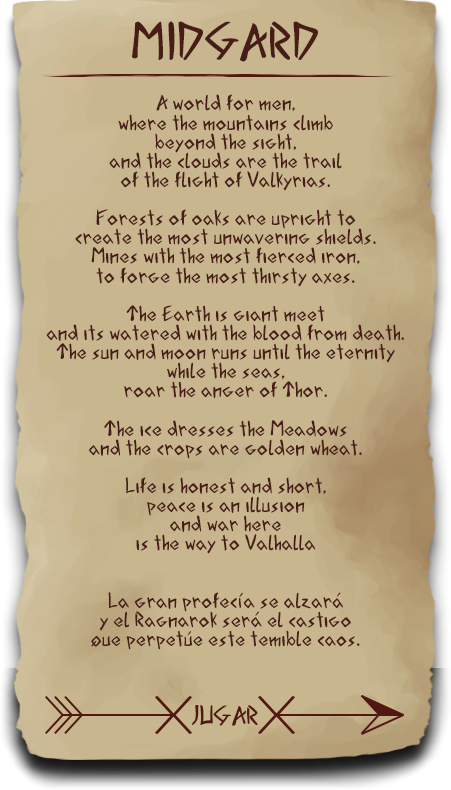 MIDGARD
A world for men,
where the mountains climb
beyond the sight,
and the clouds are the trail
of the flight of Valkyrias.
Forests of oaks are upright to
create the most unwavering shields.
Mines with the most fierced iron,
to forge the most thirsty axes.
The Earth is giant meet
and its watered with the blood from death.
The sun and moon runs until the eternity
while the seas,
roar the anger of Thor.
The ice dresses the Meadows
and the crops are golden wheat.
Life is honest and short,
peace is an illusion
and war here
is the way to Valhalla
La gran profecía se alzará
y el Ragnarok será el castigo
que perpetúe este temible caos.
JUGAR